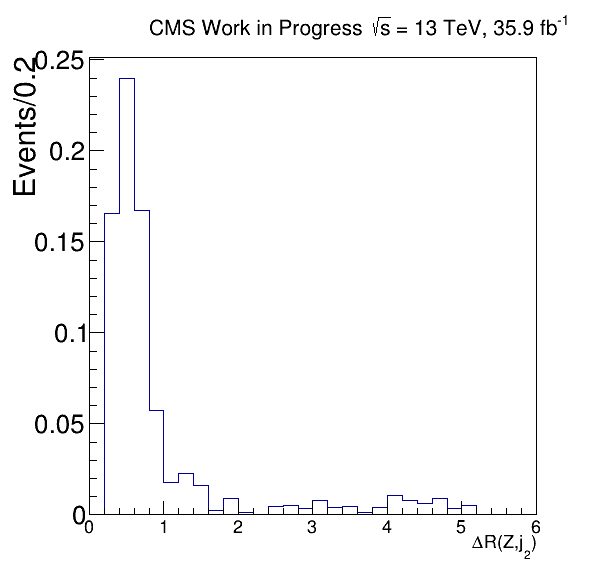 CMS Work in Progress √s = 13 TeV, 35.9 fb⁻¹
Events/0.2
0.25
0.2
0.15
0.1
0.05
0
0 1 2 3 4 5 6
ΔR(Z,j₂)